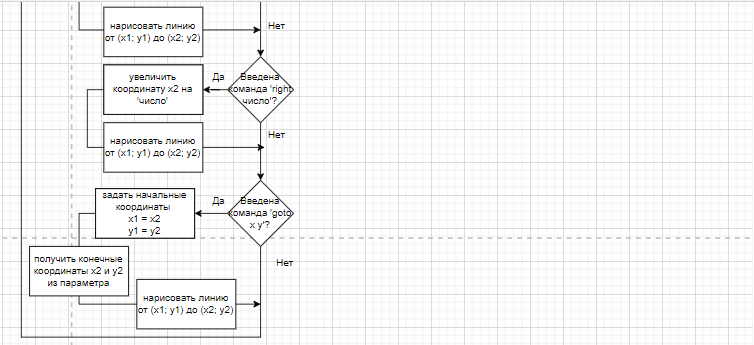 нарисовать линию
от (x1; y1) до (x2; y2)
Нет
увеличить
координату x2 на
'число'
Да
Введена
команда 'right
число'?
нарисовать линию
от (x1; y1) до (x2; y2)
Нет
задать начальные
координаты
x1 = x2
y1 = y2
Да
Введена
команда 'goto
x y'?
получить конечные
координаты x2 и y2
из параметра
Нет
нарисовать линию
от (x1; y1) до (x2; y2)